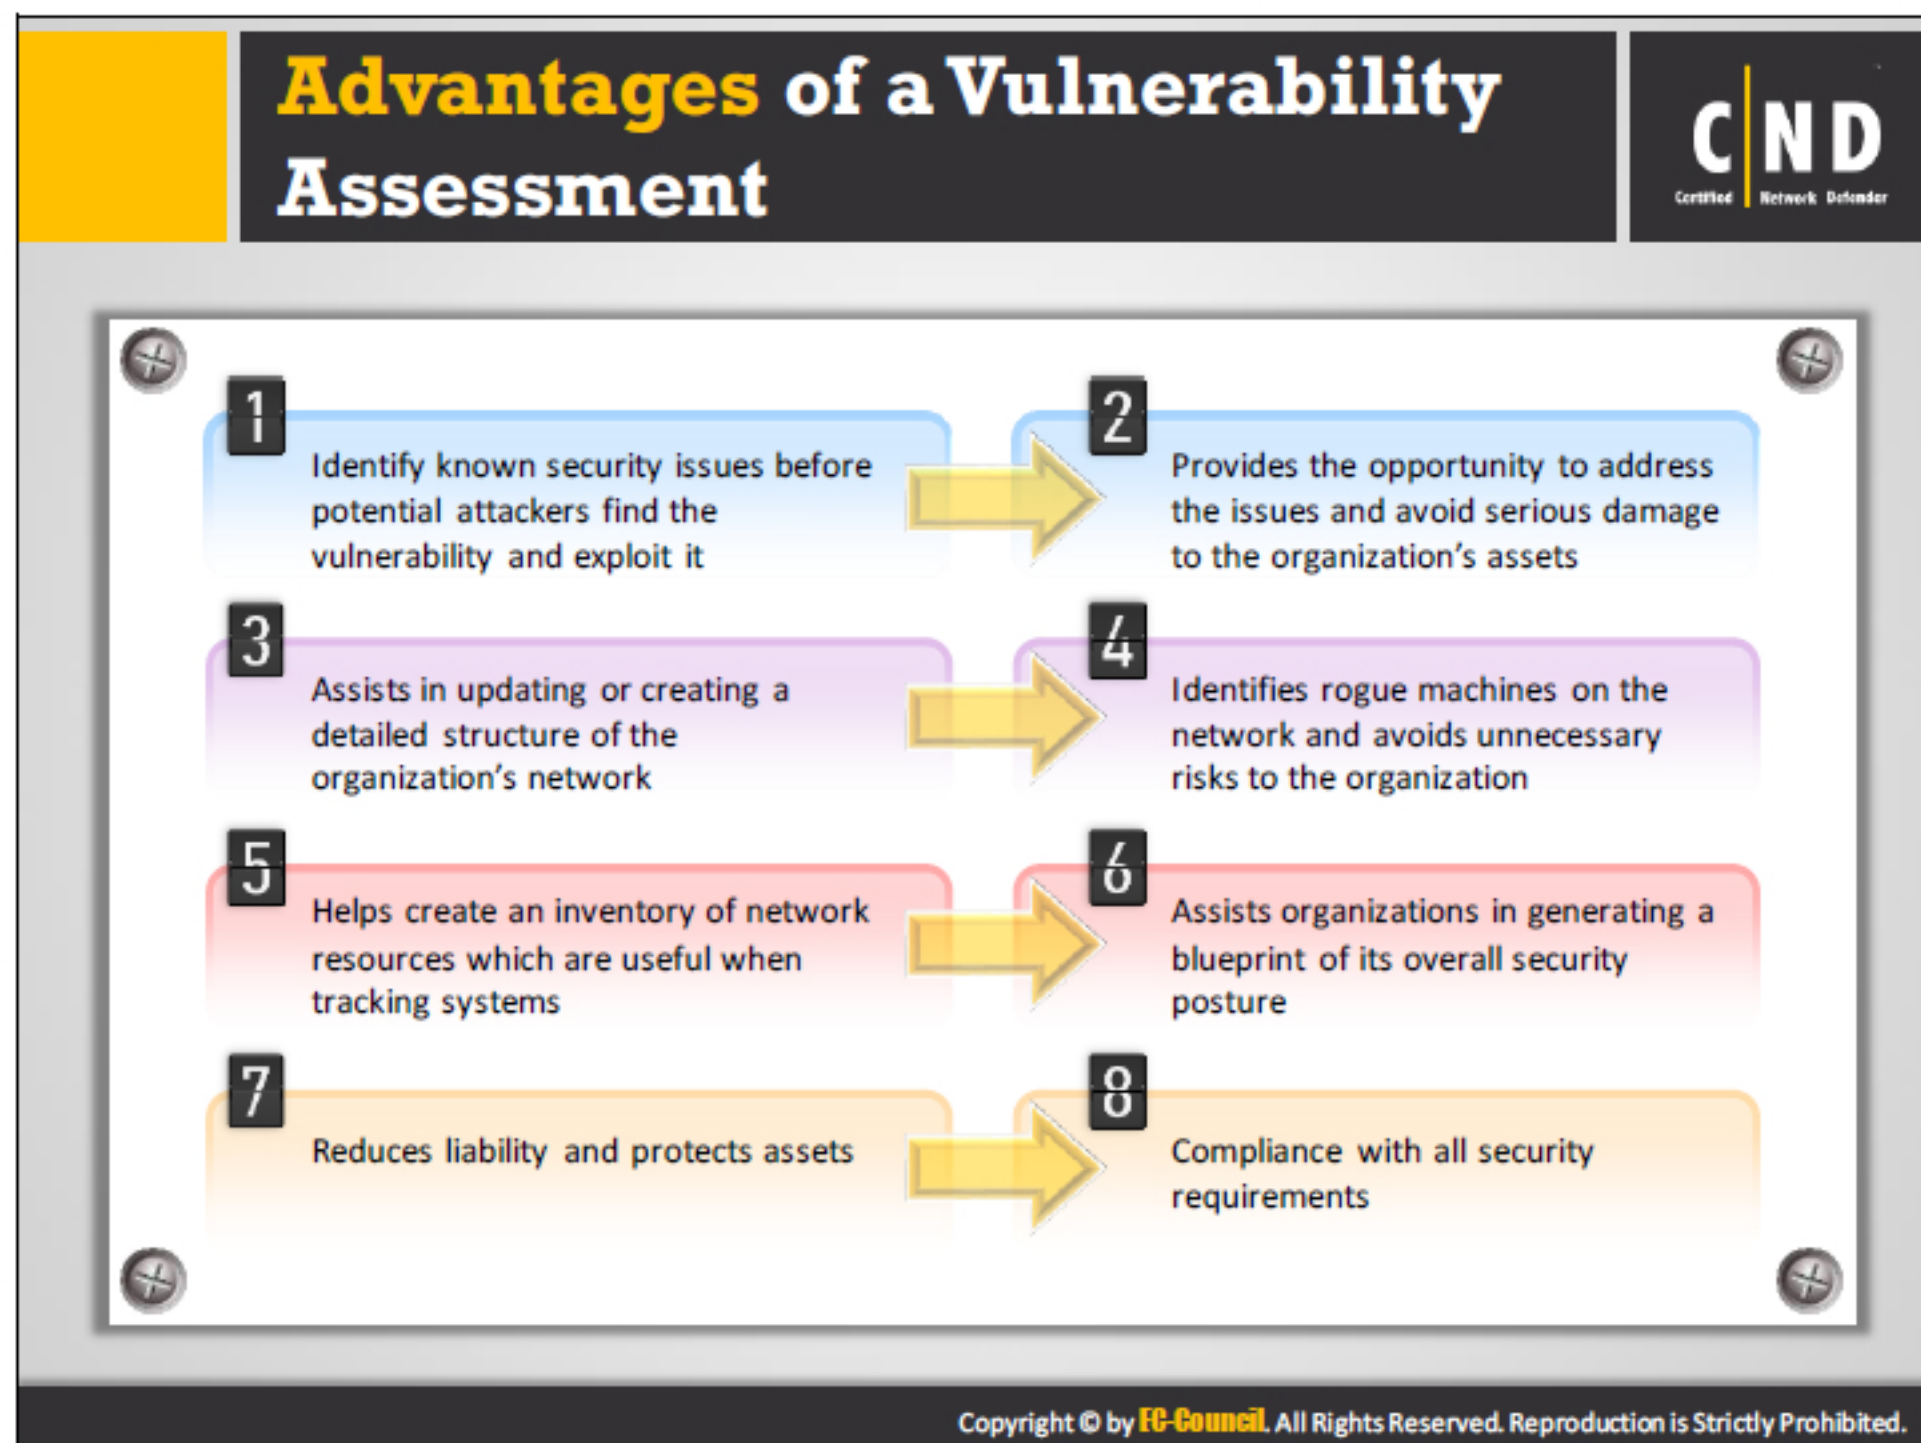 Advantages of a Vulnerability
Assessment
C ND
Certified Network Defender
1
Identify known security issues before
potential attackers find the
vulnerability and exploit it
2
Provides the opportunity to address
the issues and avoid serious damage
to the organization's assets
3
Assists in updating or creating a
detailed structure of the
organization's network
4
Identifies rogue machines on the
network and avoids unnecessary
risks to the organization
5
Helps create an inventory of network
resources which are useful when
tracking systems
6
Assists organizations in generating a
blueprint of its overall security
posture
7
Reduces liability and protects assets
8
Compliance with all security
requirements
Copyright © by EC-Council. All Rights Reserved. Reproduction is Strictly Prohibited.